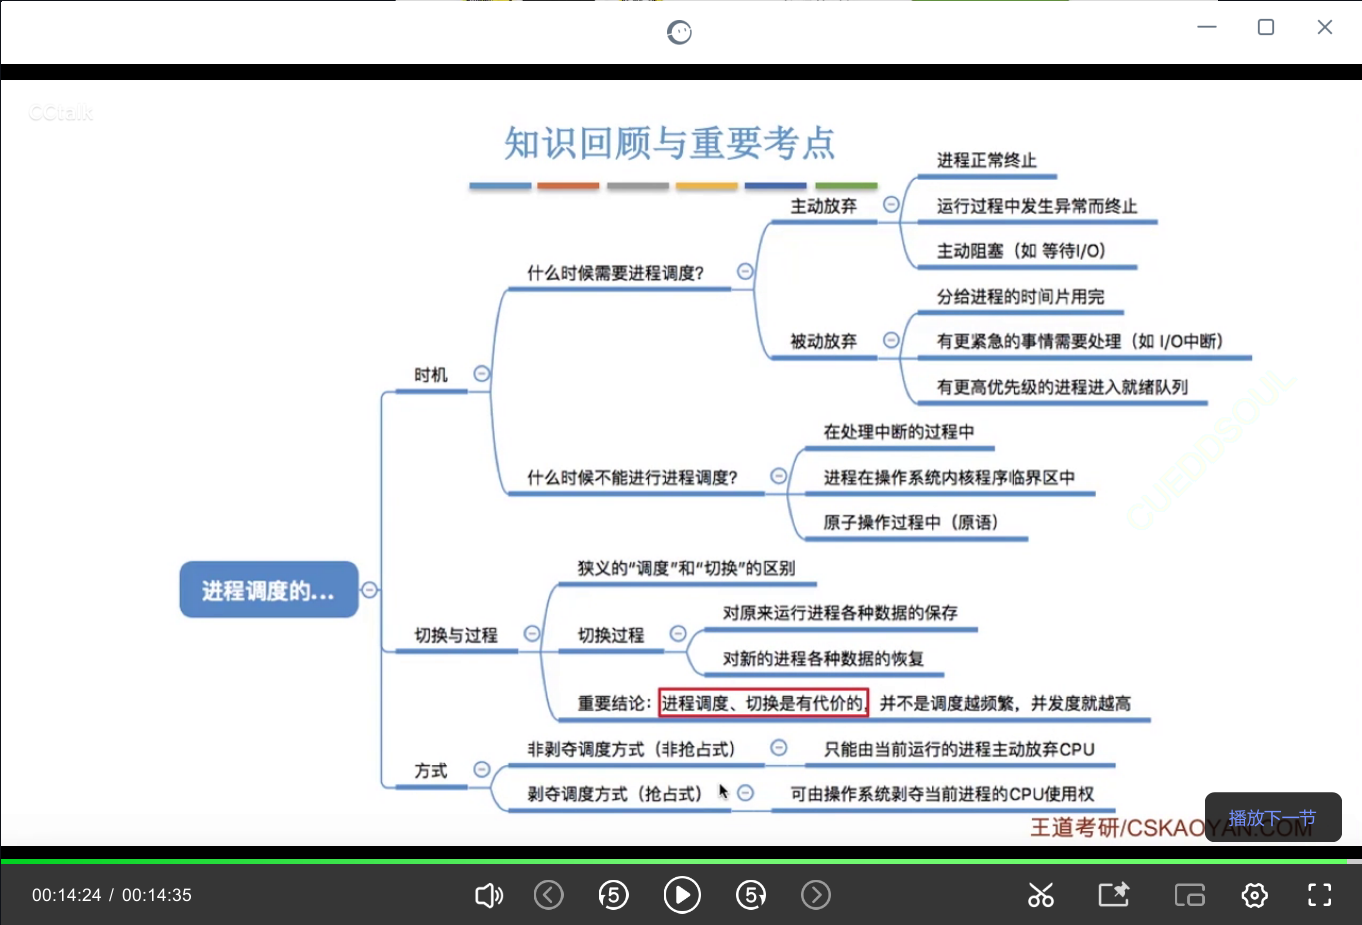 CCtalk
知识回顾与重要考点
进程正常终止
主动放弃
运行过程中发生异常而终止
主动阻塞（如 等待I/O）
什么时候需要进程调度？
分给进程的时间片用完
被动放弃
有更紧急的事情需要处理（如 I/O中断）
有更高优先级的进程进入就绪队列
时机
在处理中断的过程中
什么时候不能进行进程调度？
进程在操作系统内核程序临界区中
原子操作过程中（原语）
CUEDDSOUL
进程调度的...
狭义的“调度”和“切换”的区别
切换与过程
切换过程
对原来运行进程各种数据的保存
对新的进程各种数据的恢复
重要结论：进程调度、切换是有代价的，并不是调度越频繁，并发度就越高
方式
非剥夺调度方式（非抢占式）
只能由当前运行的进程主动放弃CPU
剥夺调度方式（抢占式）
可由操作系统剥夺当前进程的CPU使用权
王道考研/CSKAOYAN.COM
播放下一节
00:14:24 / 00:14:35
5
5